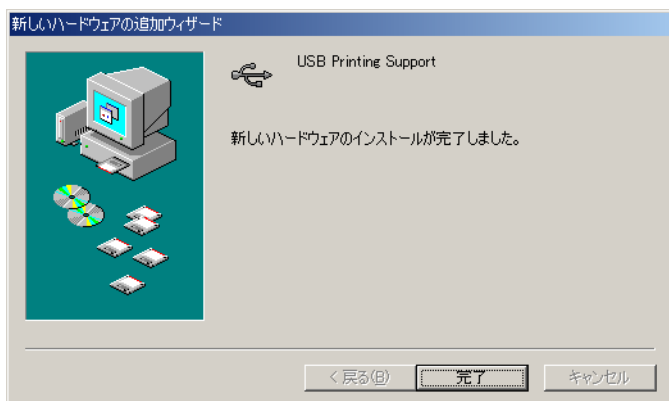 新しいハードウェアの追加ウィザード
USB Printing Support
新しいハードウェアのインストールが完了しました。
< 戻る(B)
完了
キャンセル